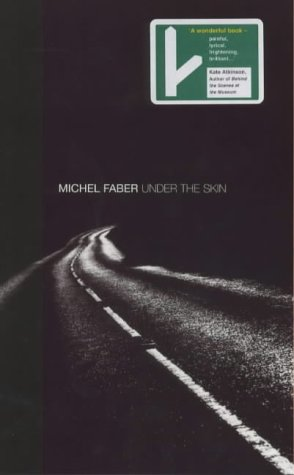 'A wonderful book –
painful,
lyrical,
frightening,
brilliant...'
Kate Atkinson,
Author of Behind
the Scenes at
the Museum
MICHEL FABER UNDER THE SKIN